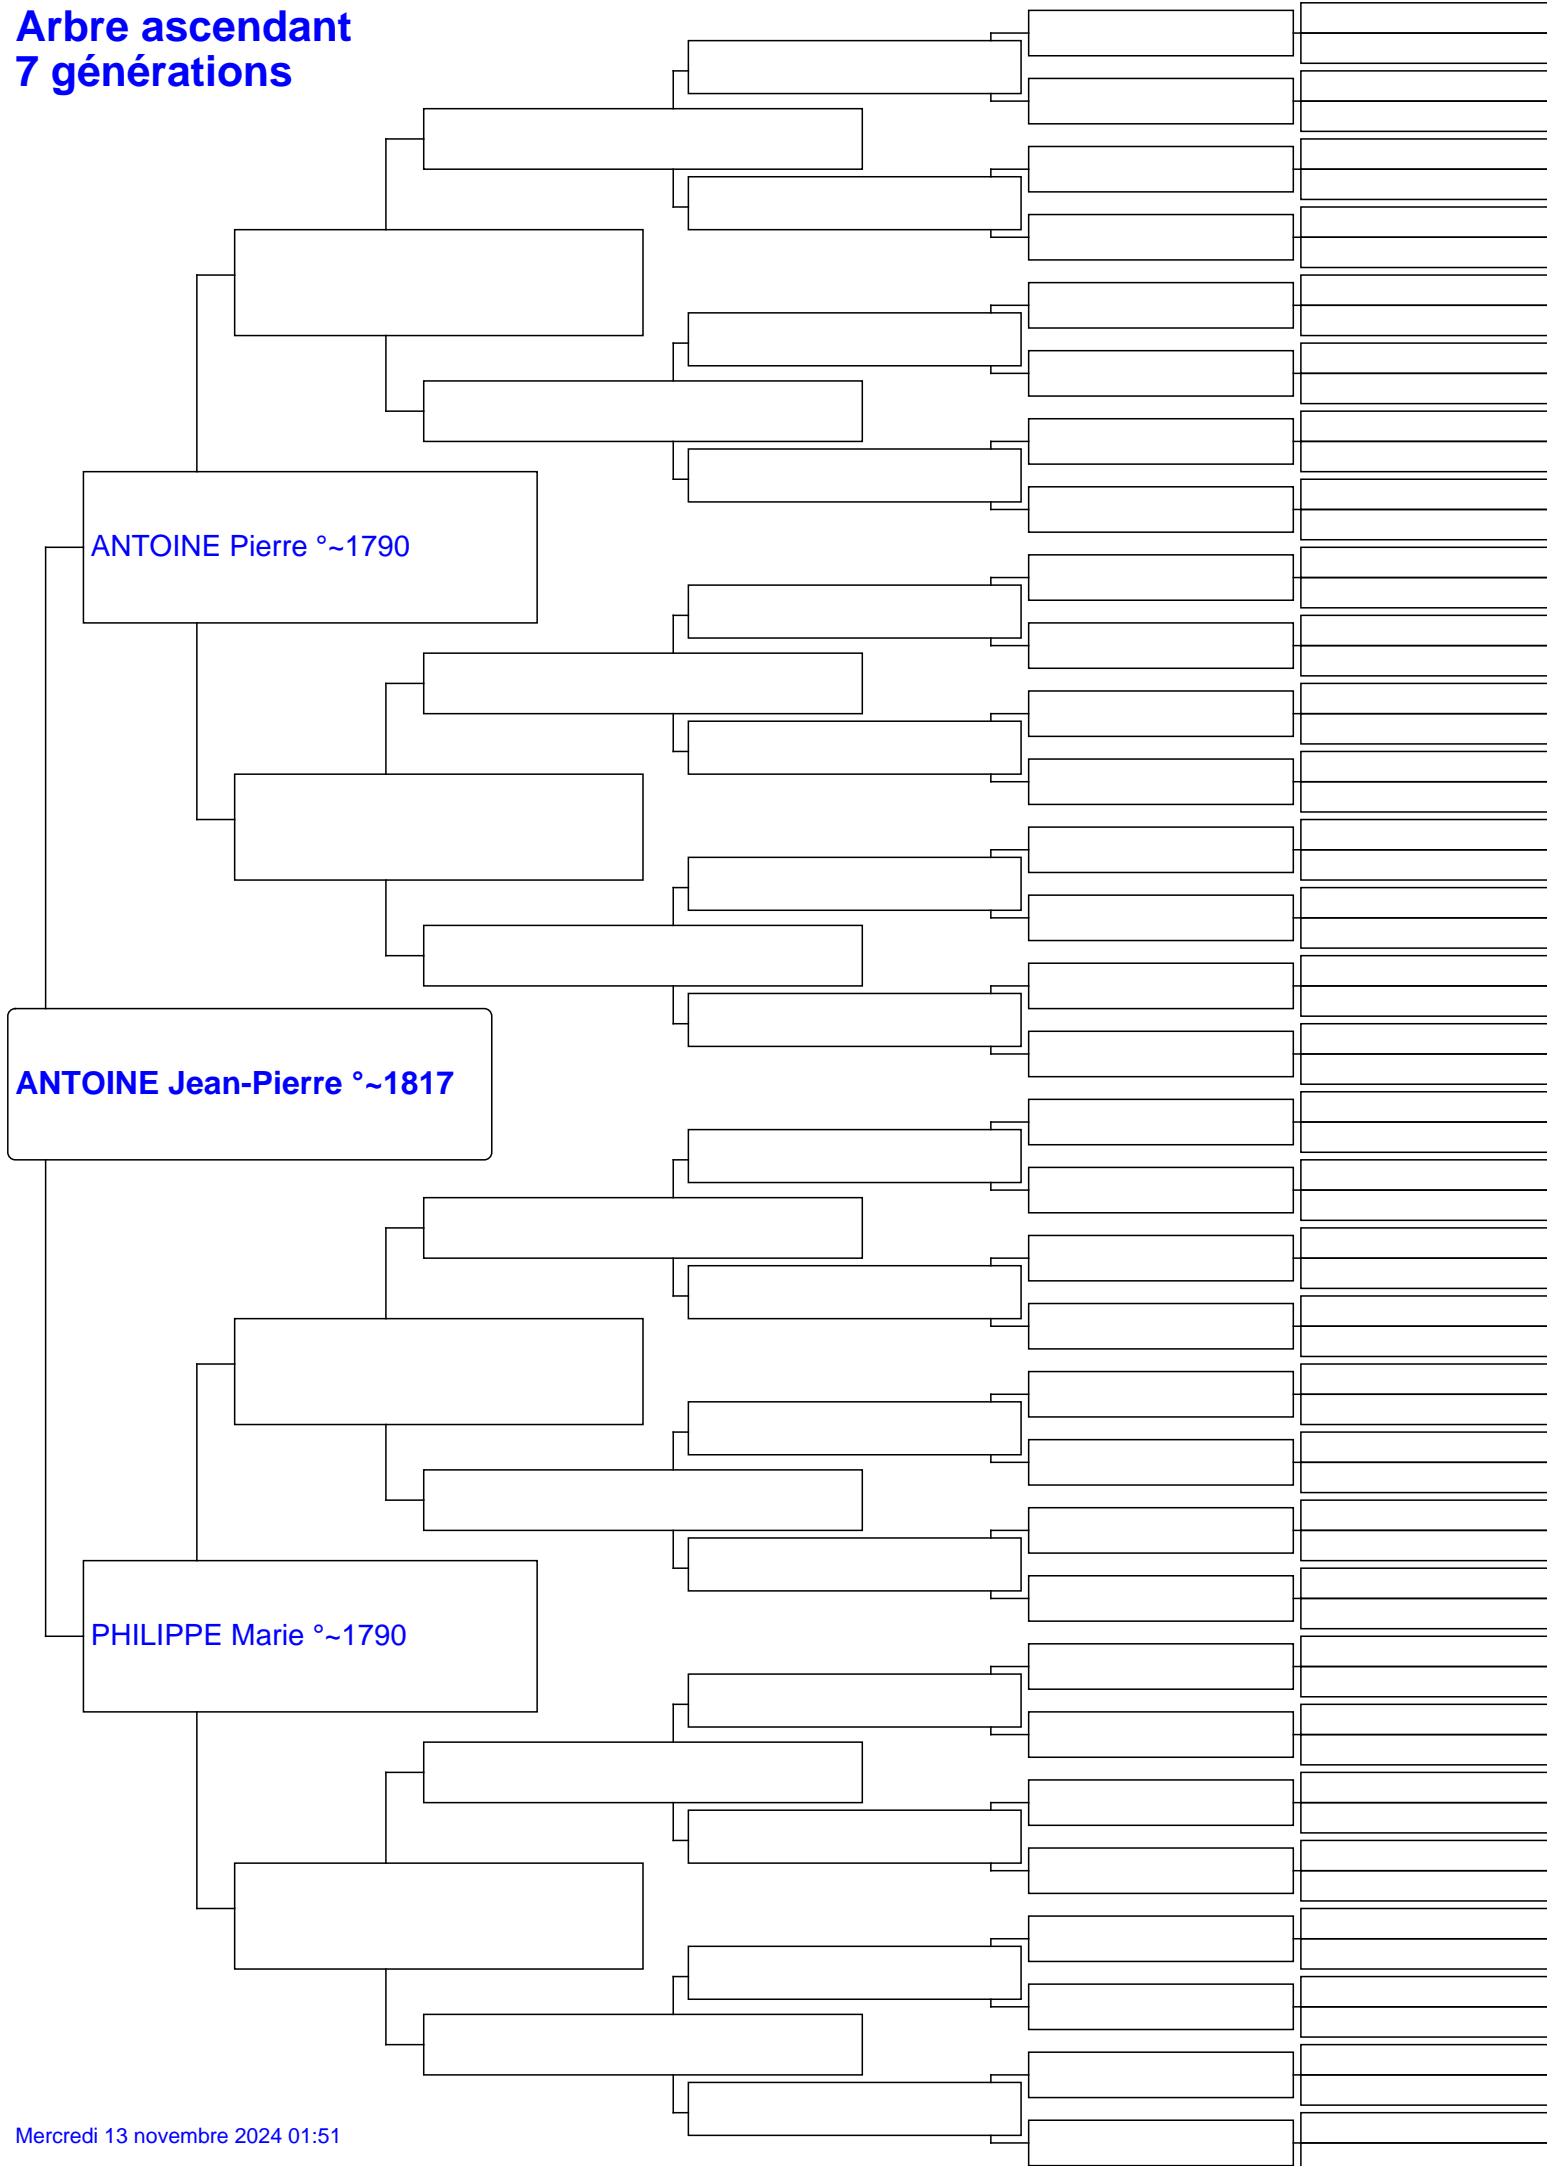 Arbre ascendant
7 générations
ANTOINE Pierre °~1790
ANTOINE Jean-Pierre °~1817
PHILIPPE Marie °~1790
Mercredi 13 novembre 2024 01:51